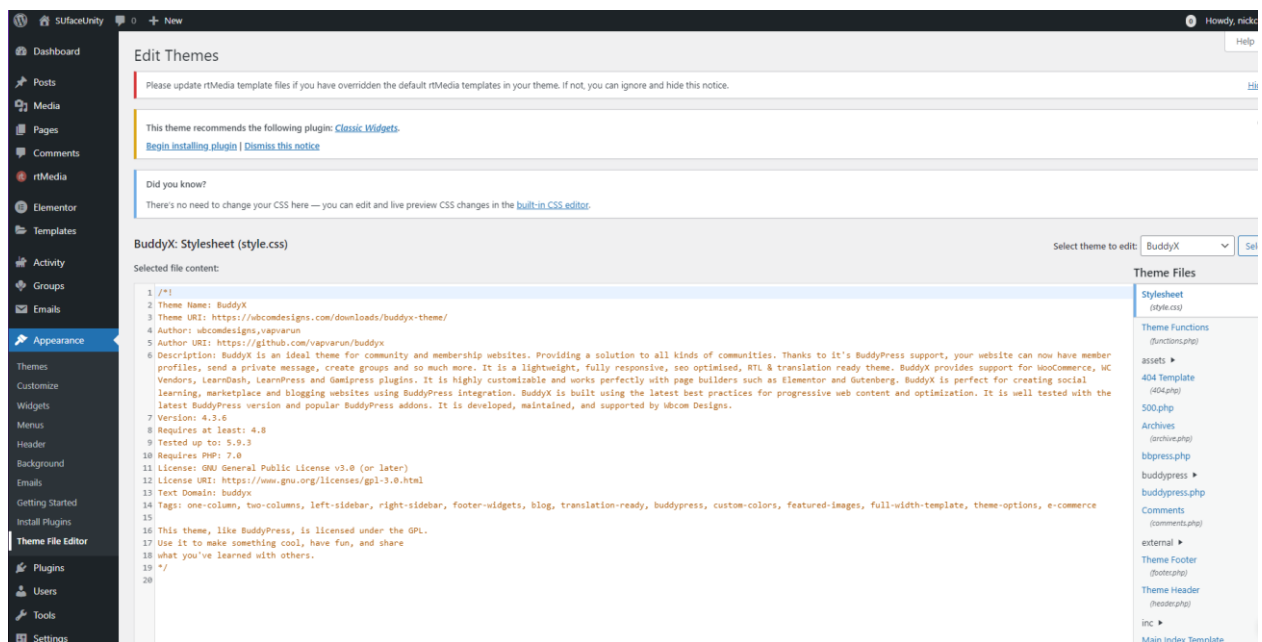 SUfaceUnity 0 + New
Howdy, nickc
Help
Dashboard
Posts
Media
Pages
Comments
rtMedia
Elementor
Templates
Activity
Groups
Emails
Appearance
Themes
Customize
Widgets
Menus
Header
Background
Emails
Getting Started
Install Plugins
Theme File Editor
Plugins
Users
Tools
Settings
Edit Themes
Please update rtMedia template files if you have overridden the default rtMedia templates in your theme. If not, you can ignore and hide this notice.
This theme recommends the following plugin: Classic Widgets.
Begin installing plugin | Dismiss this notice
Did you know?
There's no need to change your CSS here — you can edit and live preview CSS changes in the built-in CSS editor.
BuddyX: Stylesheet (style.css)
Select theme to edit: BuddyX
Selected file content:
1 /*!
2 Theme Name: BuddyX
3 Theme URI: https://wbcomdesigns.com/downloads/buddyx-theme/
4 Author: wbcomdesigns,vapvarun
5 Author URI: https://github.com/vapvarun/buddyx
6 Description: BuddyX is an ideal theme for community and membership websites. Providing a solution to all kinds of communities. Thanks to it's BuddyPress support, your website can now have member
profiles, send a private message, create groups and so much more. It is a lightweight, fully responsive, seo optimised, RTL & translation ready theme. BuddyX provides support for WooCommerce, WC
Vendors, LearnDash, LearnPress and Gamipress plugins. It is highly customizable and works perfectly with page builders such as Elementor and Gutenberg. BuddyX is perfect for creating social
learning, marketplace and blogging websites using BuddyPress integration. BuddyX is built using the latest best practices for progressive web content and optimization. It is well tested with the
latest BuddyPress version and popular BuddyPress addons. It is developed, maintained, and supported by Wbcom Designs.
7 Version: 4.3.6
8 Requires at least: 4.8
9 Tested up to: 5.9.3
10 Requires PHP: 7.0
11 License: GNU General Public License v3.0 (or later)
12 License URI: https://www.gnu.org/licenses/gpl-3.0.html
13 Text Domain: buddyx
14 Tags: one-column, two-columns, left-sidebar, right-sidebar, footer-widgets, blog, translation-ready, buddypress, custom-colors, featured-images, full-width-template, theme-options, e-commerce
15
16 This theme, like BuddyPress, is licensed under the GPL.
17 Use it to make something cool, have fun, and share
18 what you've learned with others.
19 */
20
Theme Files
Stylesheet
(style.css)
Theme Functions
(functions.php)
assets
404 Template
(404.php)
500.php
Archives
(archive.php)
bbpress.php
buddypress
buddypress.php
Comments
(comments.php)
external
Theme Footer
(footer.php)
Theme Header
(header.php)
inc
Main Index Template